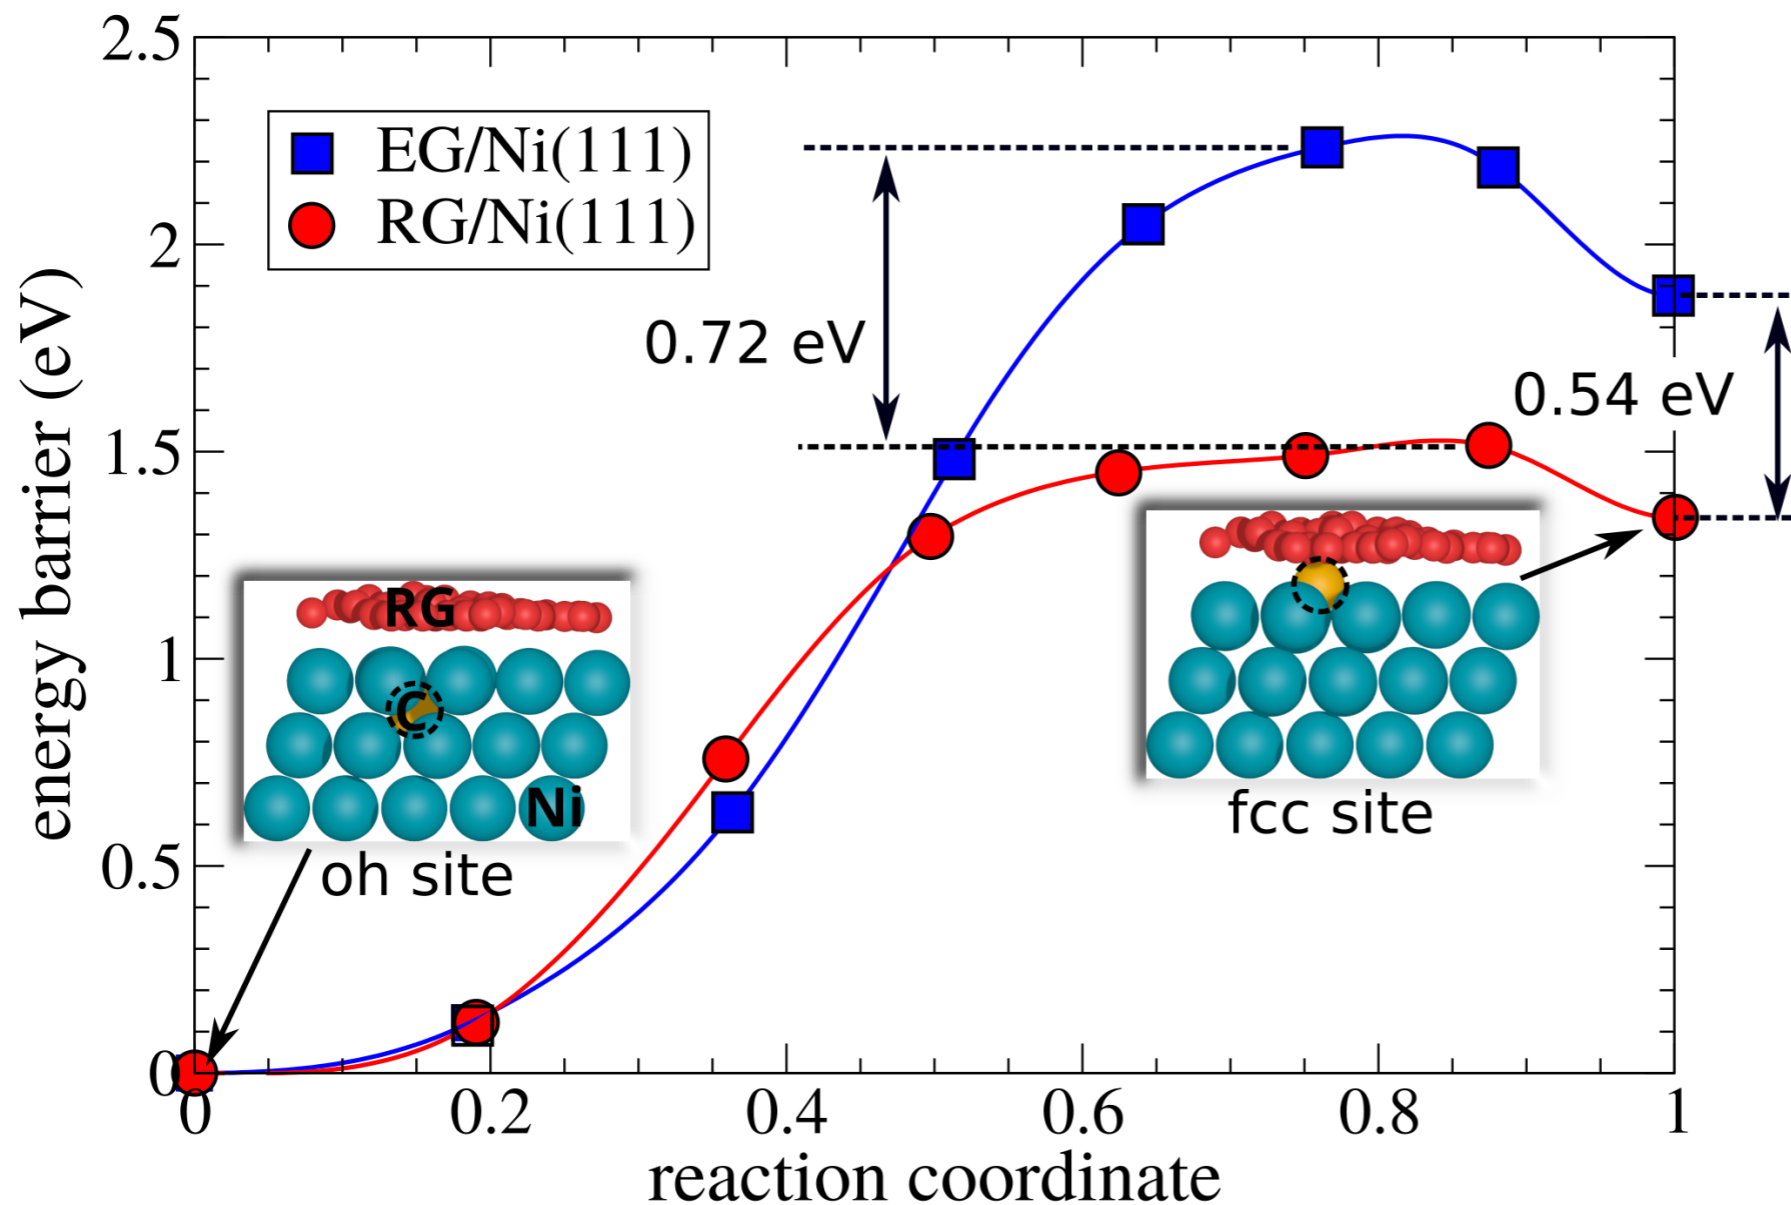 2.5
2
1.5
1
0.5
0
energy barrier (eV)
EG/Ni(111)
RG/Ni(111)
0.72 eV
0.54 eV
RG
C
Ni
oh site
fcc site
0 0.2 0.4 0.6 0.8 1
reaction coordinate